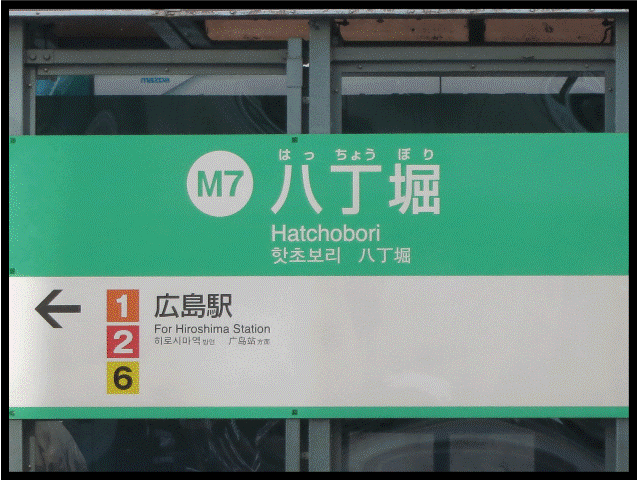 mazda
はっちょうぼり
M7 八丁堀
Hatchobori
핫초보리 八丁堀
← 1 広島駅
For Hiroshima Station
2 히로시마역 방면 广岛站 方面
6